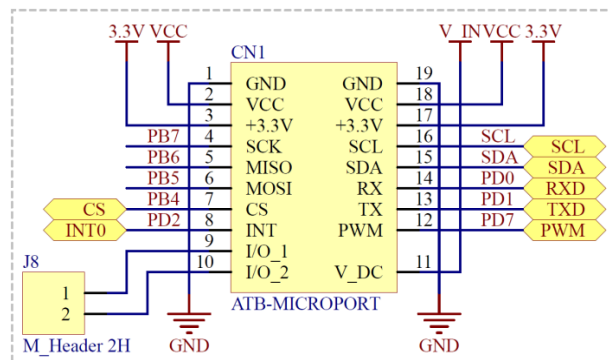 3.3V VCC V_IN VCC 3.3V
CN1
1 GND GND 19
2 VCC VCC 18
3 +3.3V +3.3V 17
PB7 4 SCK SCL 16 SCL SCL
PB6 5 MISO SDA 15 SDA SDA
PB5 6 MOSI RX 14 PD0 RXD
CS PB4 7 CS TX 13 PD1 TXD
INT0 PD2 8 INT PWM 12 PD7 PWM
9 I/O_1
10 I/O_2 V_DC 11
J8
1
2
ATB-MICROPORT
M_Header 2H GND GND